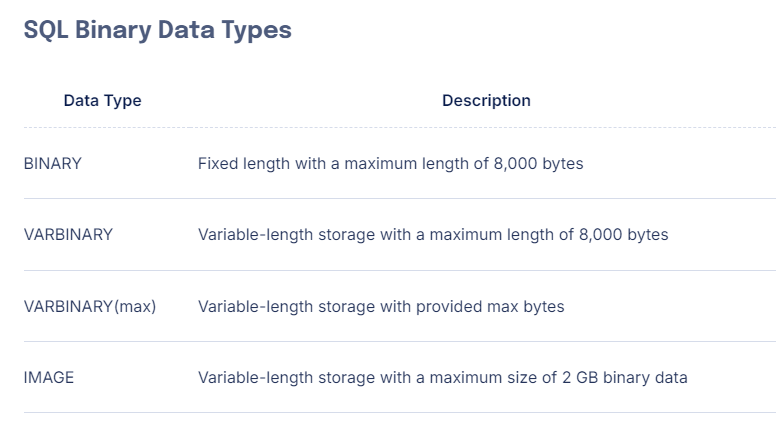 SQL Binary Data Types
Data Type Description
BINARY Fixed length with a maximum length of 8,000 bytes
VARBINARY Variable-length storage with a maximum length of 8,000 bytes
VARBINARY(max) Variable-length storage with provided max bytes
IMAGE Variable-length storage with a maximum size of 2 GB binary data